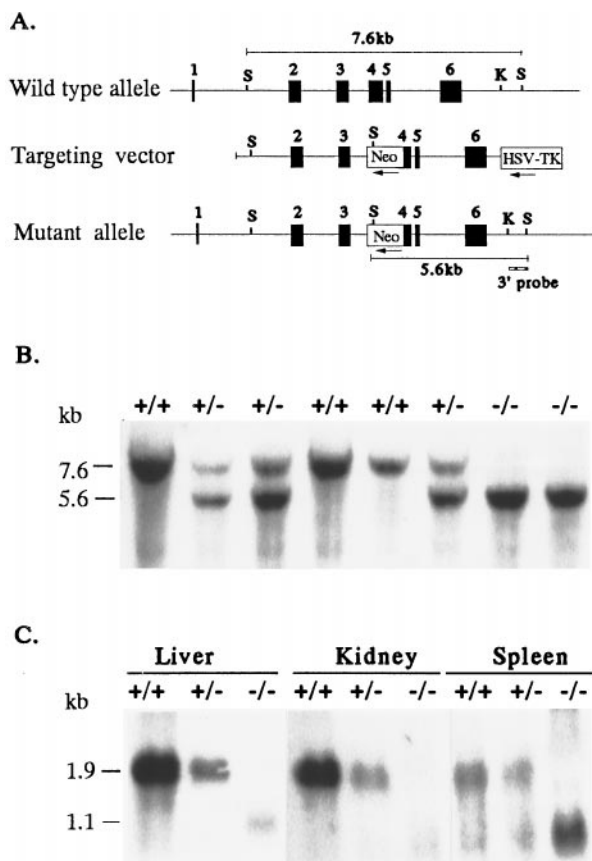 A.
7.6kb
1 S 2 3 4 5 6 K S
Wild type allele
S 2 3 S 4 5 6
Targeting vector Neo HSV-TK
1 S 2 3 S 4 5 6 K S
Mutant allele Neo
5.6kb
3' probe
B.
+/+ +/- +/- +/+ +/+ +/- -/- -/-
kb
7.6
5.6
C.
Liver Kidney Spleen
+/+ +/- -/- +/+ +/- -/- +/+ +/- -/-
kb
1.9
1.1